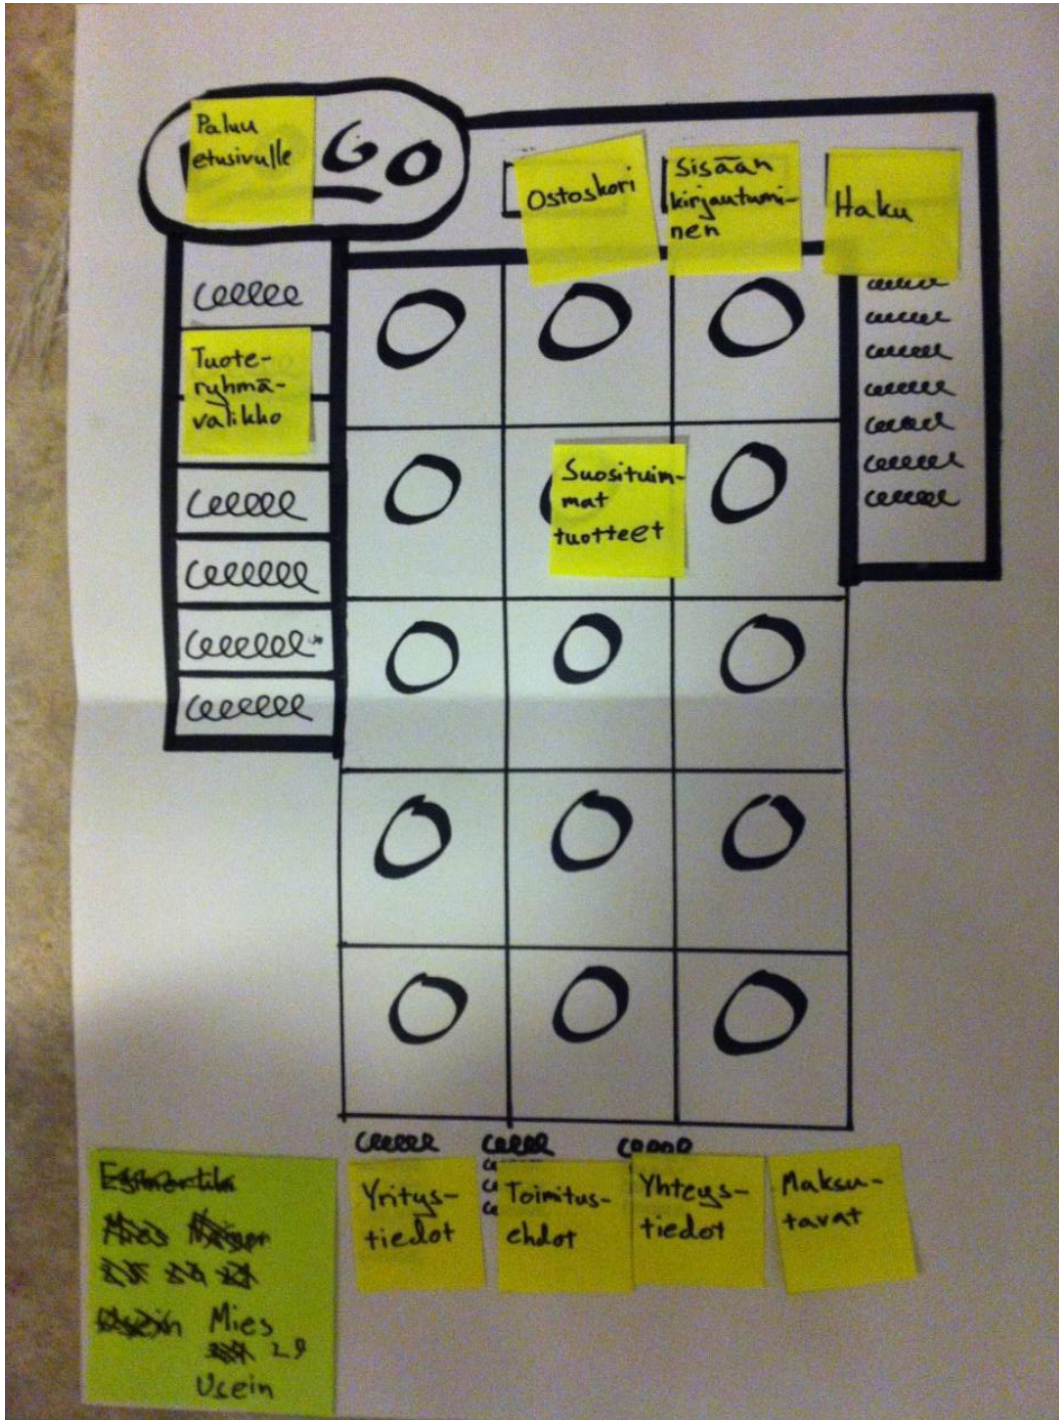 Paluu
etusivulle
GO
Ostoskori
Sisään
kirjautumi-
nen
Haku
Tuote-
ryhmä-
valikko
Suosituim-
mat
tuotteet
Yritys-
tiedot
Toimitus-
ehdot
Yhteys-
tiedot
Maksu-
tavat
Mies
29
Usein